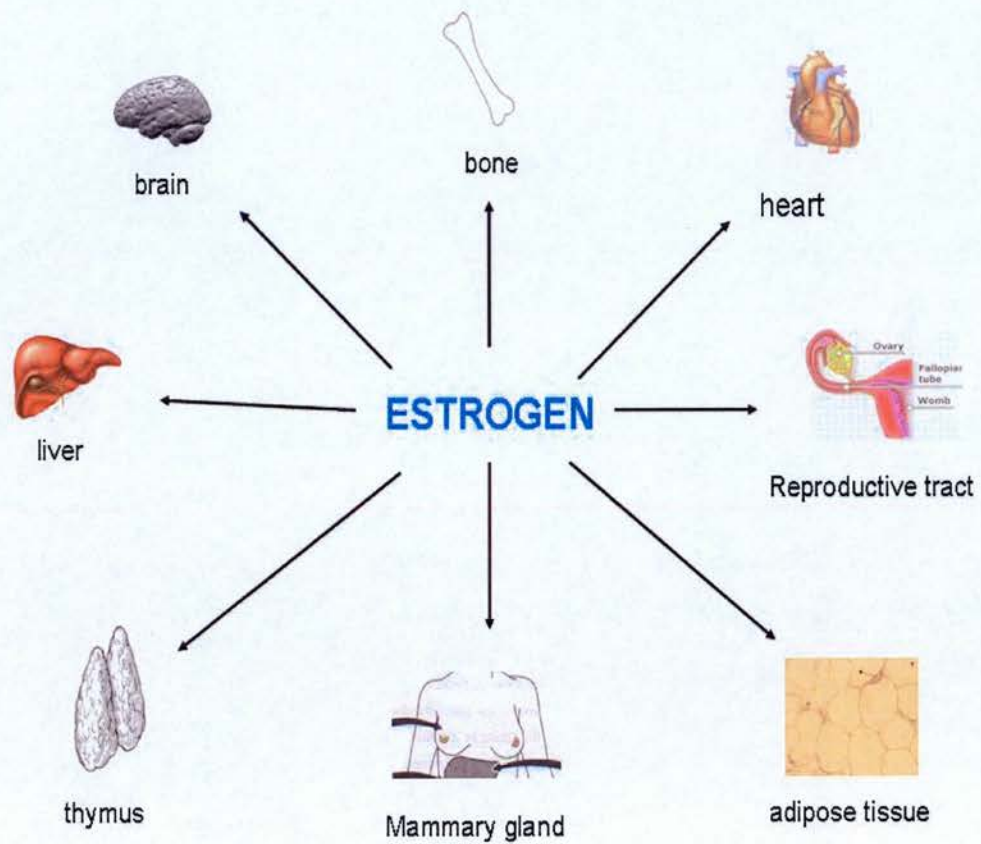 bone
brain
heart
Ovary
Fallopian
tube
Womb
ESTROGEN
liver
Reproductive tract
thymus
Mammary gland
adipose tissue